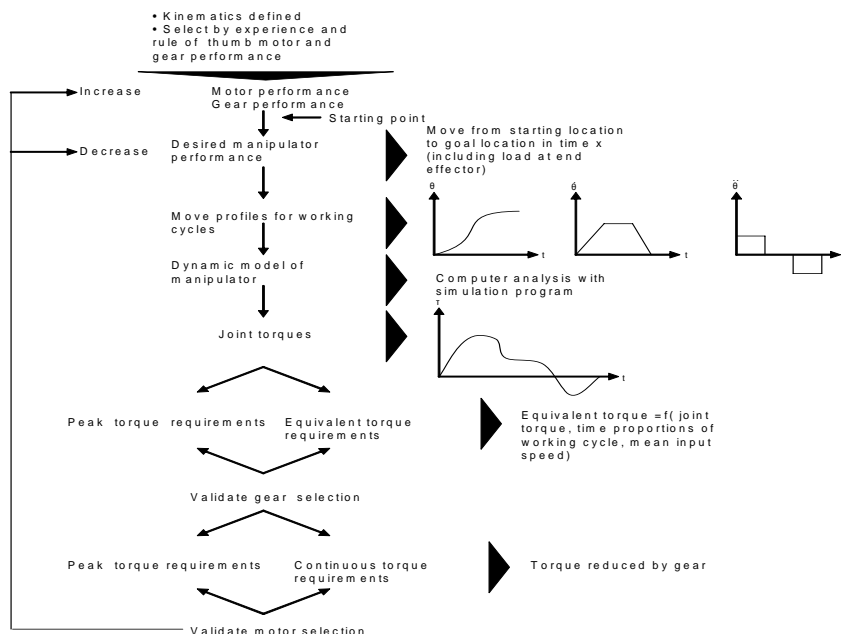 • Kinematics defined
• Select by experience and
rule of thumb motor and
gear performance
Increase
Motor performance
Gear performance
Starting point
Decrease
Desired manipulator
performance
Move from starting location
to goal location in time x
(including load at end
effector)
θ
θ̇
θ̈
Move profiles for working
cycles
t
t
Dynamic model of
manipulator
Computer analysis with
simulation program
τ
Joint torques
t
Peak torque requirements
Equivalent torque
requirements
Equivalent torque =f( joint
torque, time proportions of
working cycle, mean input
speed)
Validate gear selection
Peak torque requirements
Continuous torque
requirements
Torque reduced by gear
Validate motor selection